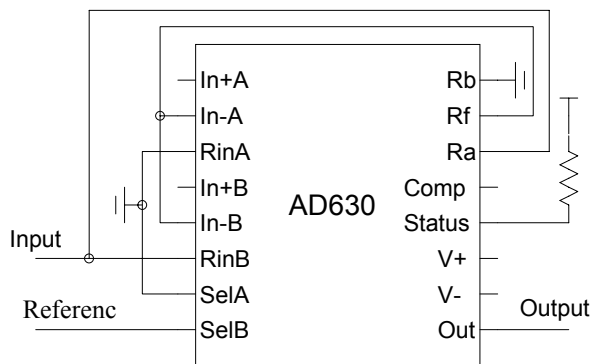 In+A
In-A
RinA
In+B
In-B
RinB
SelA
SelB
AD630
Rb
Rf
Ra
Comp
Status
V+
V-
Out
Input
Referenc
Output